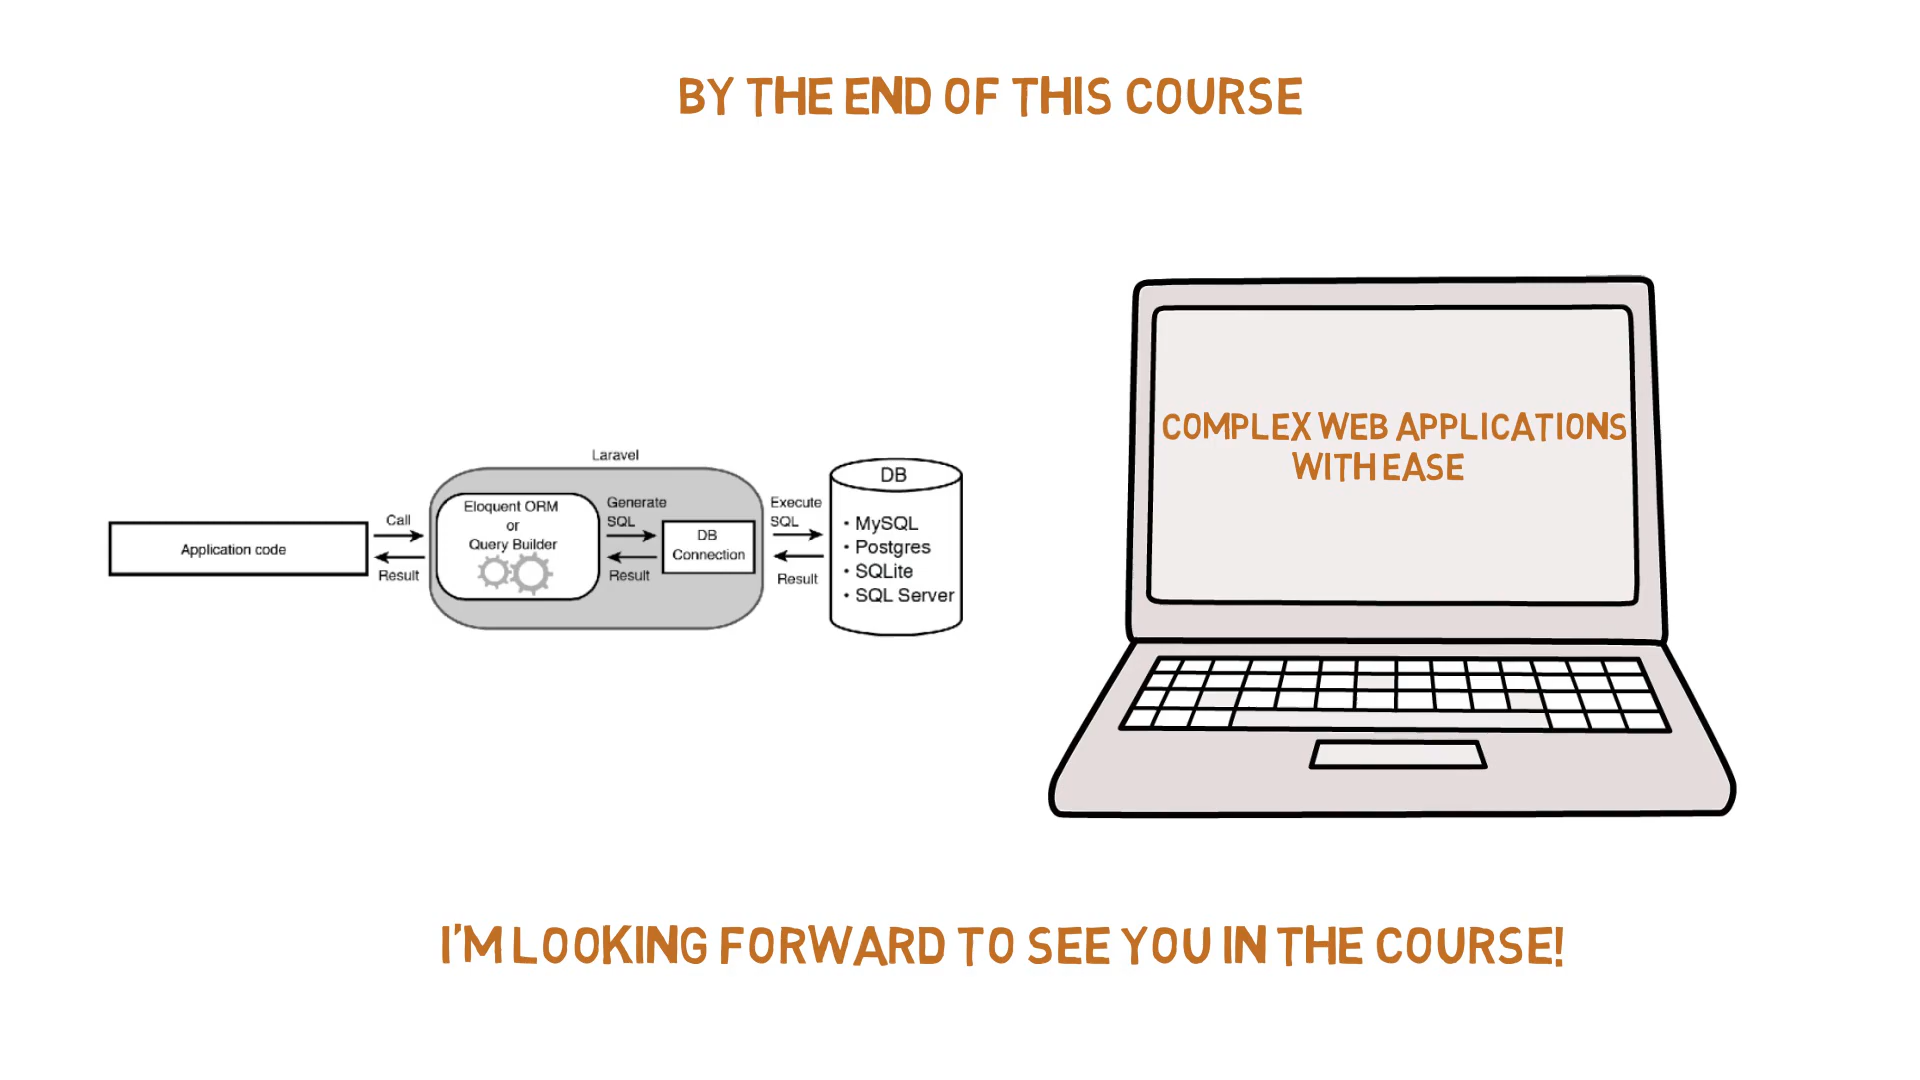 BY THE END OF THIS COURSE
Laravel
Application code
Call
Result
Eloquent ORM
or
Query Builder
Generate
SQL
Result
DB
Connection
Execute
SQL
Result
DB
• MySQL
• Postgres
• SQLite
• SQL Server
COMPLEX WEB APPLICATIONS
WITH EASE
I'M LOOKING FORWARD TO SEE YOU IN THE COURSE!